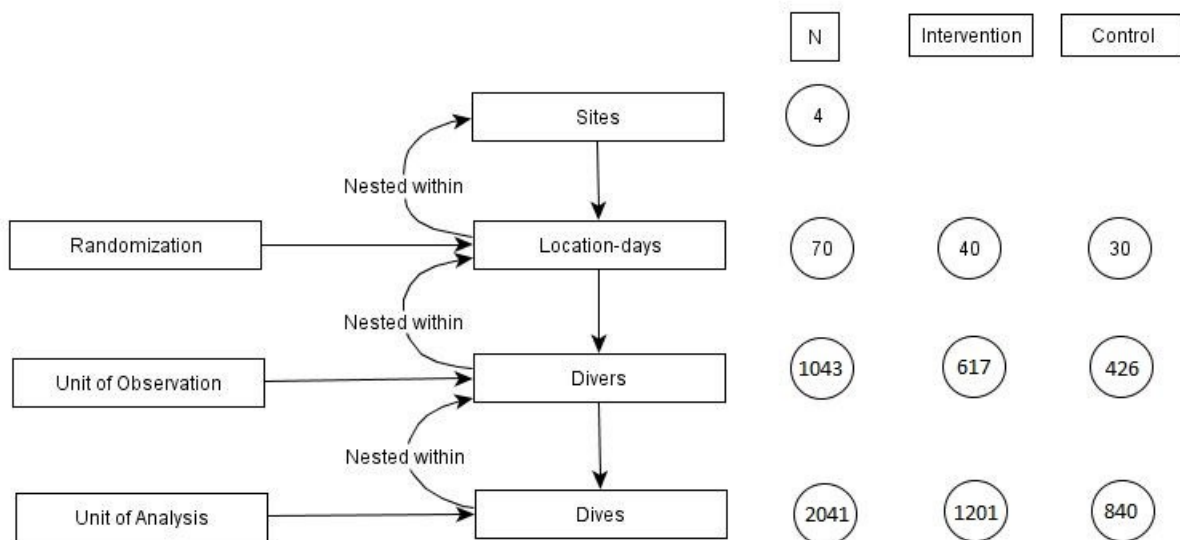 N
Intervention
Control
Sites
4
Nested within
Randomization
Location-days
70
40
30
Nested within
Unit of Observation
Divers
1043
617
426
Nested within
Unit of Analysis
Dives
2041
1201
840